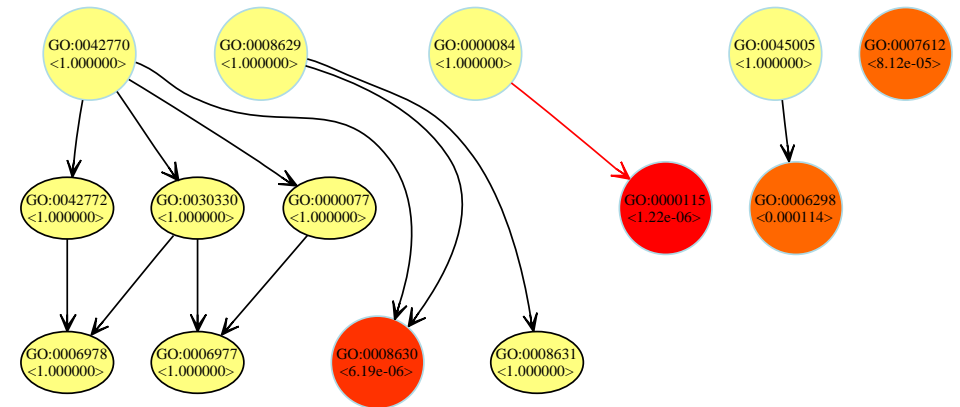 GO:0042770
<1.000000>
GO:0008629
<1.000000>
GO:0000084
<1.000000>
GO:0045005
<1.000000>
GO:0007612
<8.12e-05>
GO:0042772
<1.000000>
GO:0030330
<1.000000>
GO:0000077
<1.000000>
GO:0000115
<1.22e-06>
GO:0006298
<0.000114>
GO:0006978
<1.000000>
GO:0006977
<1.000000>
GO:0008630
<6.19e-06>
GO:0008631
<1.000000>